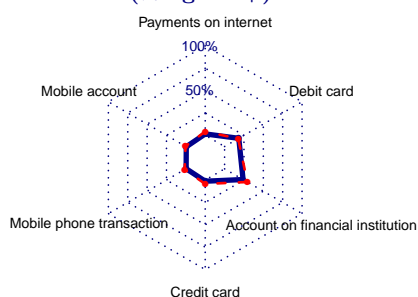 Payments on internet
100%
50%
Mobile account
Debit card
Mobile phone transaction
Account on financial institution
Credit card